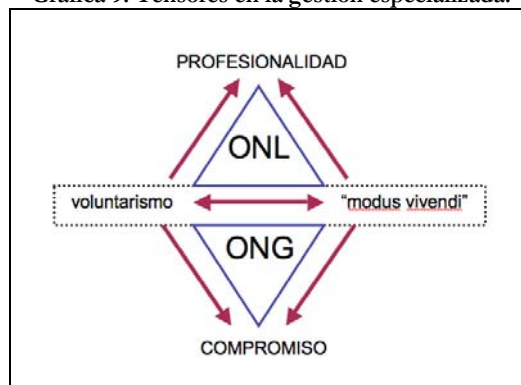 Gráfica 9. Tensores en la gestión especializada.
PROFESIONALIDAD
ONL
voluntarismo
"modus vivendi"
ONG
COMPROMISO